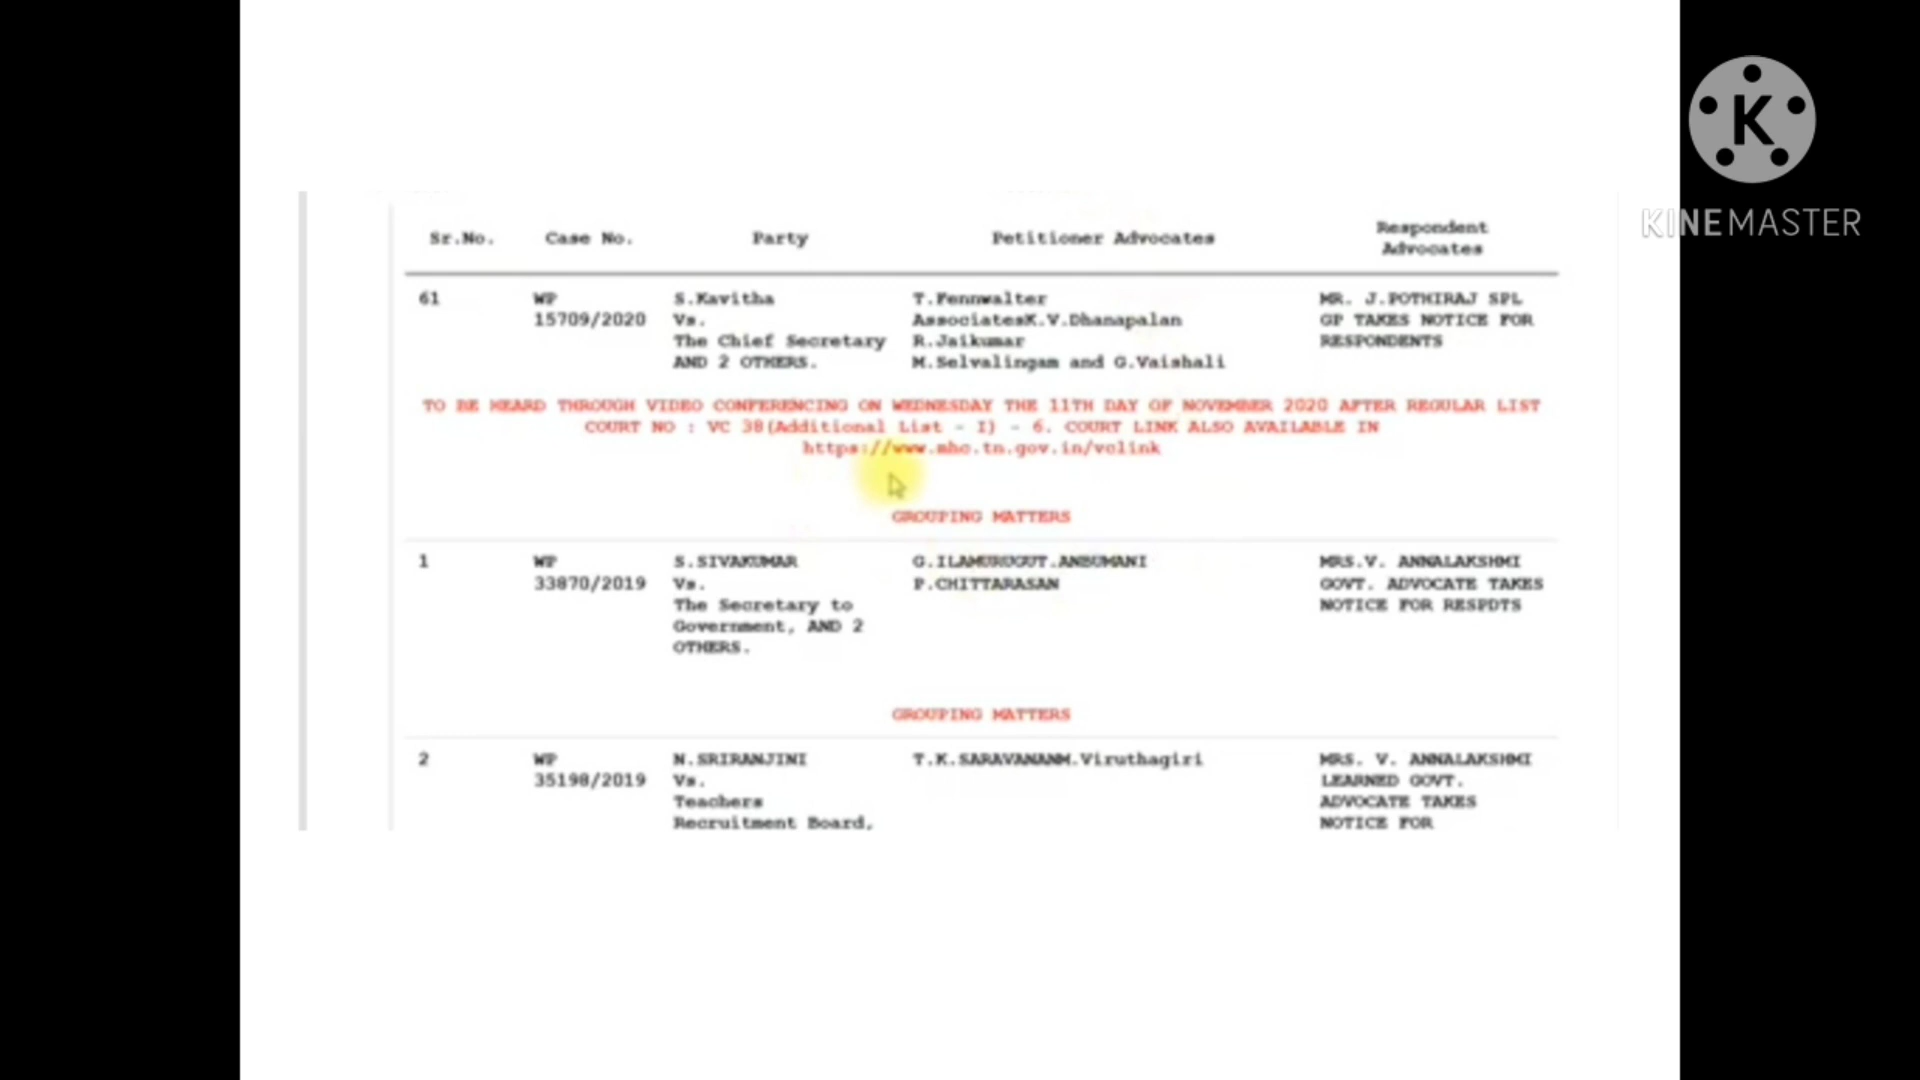 K
KINEMASTER
Sr.No. Case No. Party Petitioner Advocates Respondent Advocates
61 WP 15709/2020 S.Kavitha Vs. The Chief Secretary AND 2 OTHERS. T.Fennwalter AssociatesK.V.Dhanapalan R.Jaikumar M.Selvalingam and G.Vaishali MR. J.POTHIRAJ SPL GP TAKES NOTICE FOR RESPONDENTS
TO BE HEARD THROUGH VIDEO CONFERENCING ON WEDNESDAY THE 11TH DAY OF NOVEMBER 2020 AFTER REGULAR LIST
COURT NO : VC 38(Additional List - I) - 6. COURT LINK ALSO AVAILABLE IN
https://www.mhc.tn.gov.in/vclink
GROUPING MATTERS
1 WP 33870/2019 S.SIVAKUMAR Vs. The Secretary to Government, AND 2 OTHERS. G.ILAMURUGUT.ANBUMANI P.CHITTARASAN MRS.V. ANNALAKSHMI GOVT. ADVOCATE TAKES NOTICE FOR RESPDTS
GROUPING MATTERS
2 WP 35198/2019 N.SRIRANJINI Vs. Teachers Recruitment Board, T.K.SARAVANANM.Viruthagiri MRS. V. ANNALAKSHMI LEARNED GOVT. ADVOCATE TAKES NOTICE FOR